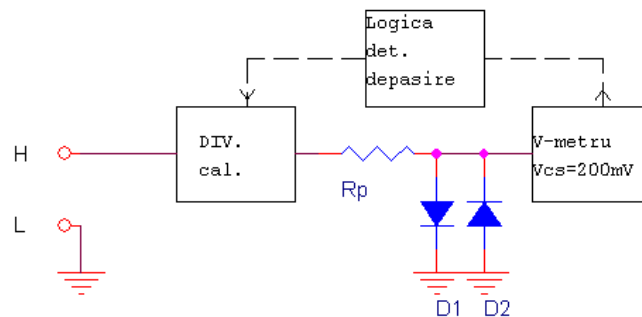 Logica
det.
depasire
H
DIV.
cal.
Rp
V-metru
Vcs=200mV
L
D1
D2